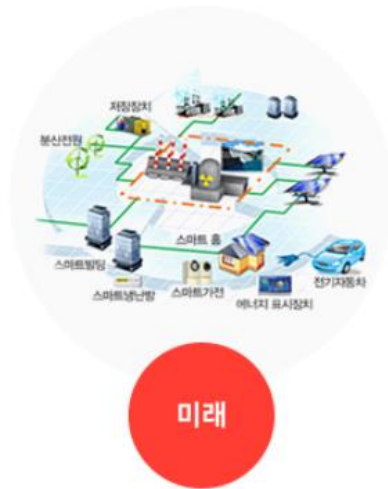 저장장치
분산전원
스마트 홈
스마트빌딩
스마트냉난방
스마트가전
에너지 표시장치
전기자동차
미래